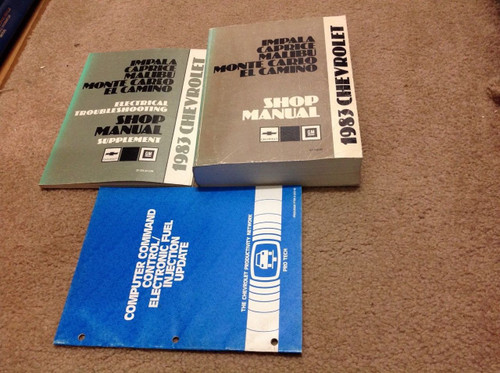 IMPALA
CAPRICE
MALIBU
MONTE CARLO
EL CAMINO
ELECTRICAL
TROUBLESHOOTING
SHOP
MANUAL
SUPPLEMENT
GM
1983 CHEVROLET
IMPALA
CAPRICE
MALIBU
MONTE CARLO
EL CAMINO
SHOP
MANUAL
GM
1983 CHEVROLET
COMPUTER COMMAND
CONTROL/
ELECTRONIC FUEL
INJECTION
UPDATE
THE CHEVROLET PRODUCTIVITY NETWORK
PRO TECH